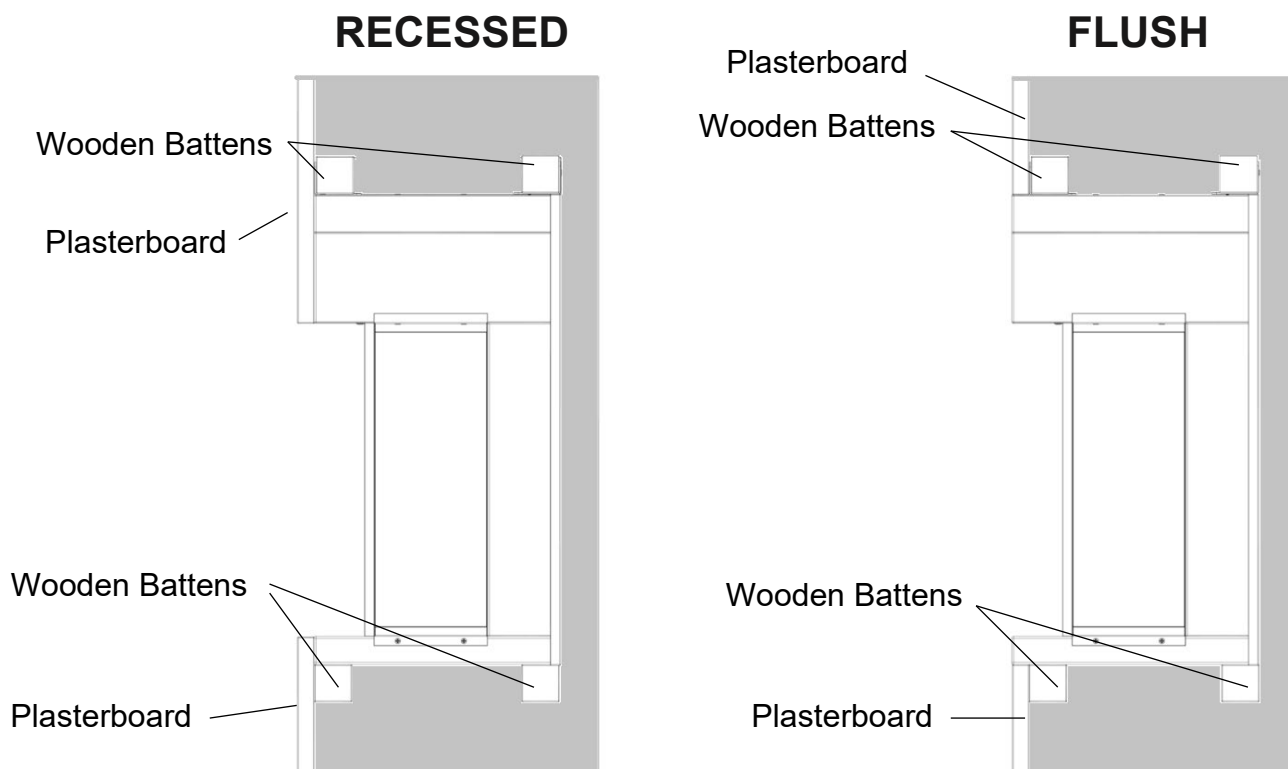 RECESSED
Wooden Battens
Plasterboard
Wooden Battens
Plasterboard
FLUSH
Plasterboard
Wooden Battens
Wooden Battens
Plasterboard